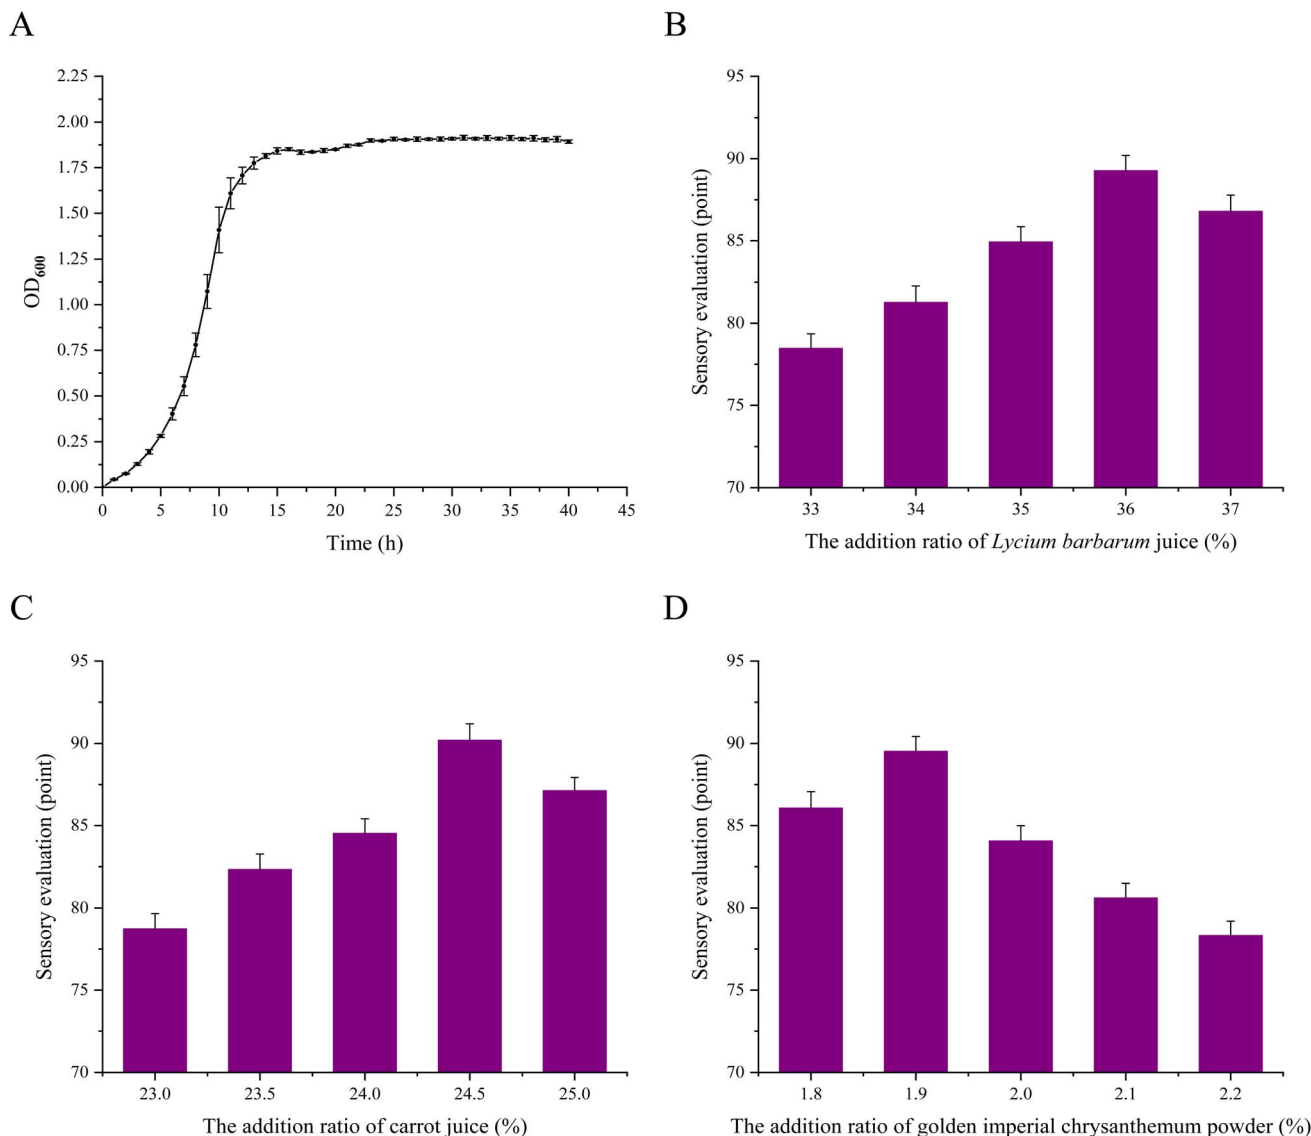 A
2.25
2.00
1.75
1.50
1.25
1.00
0.75
0.50
0.25
0.00
OD600
0 5 10 15 20 25 30 35 40 45
Time (h)
B
95
90
85
80
75
70
Sensory evaluation (point)
33 34 35 36 37
The addition ratio of Lycium barbarum juice (%)
C
95
90
85
80
75
70
Sensory evaluation (point)
23.0 23.5 24.0 24.5 25.0
The addition ratio of carrot juice (%)
D
95
90
85
80
75
70
Sensory evaluation (point)
1.8 1.9 2.0 2.1 2.2
The addition ratio of golden imperial chrysanthemum powder (%)